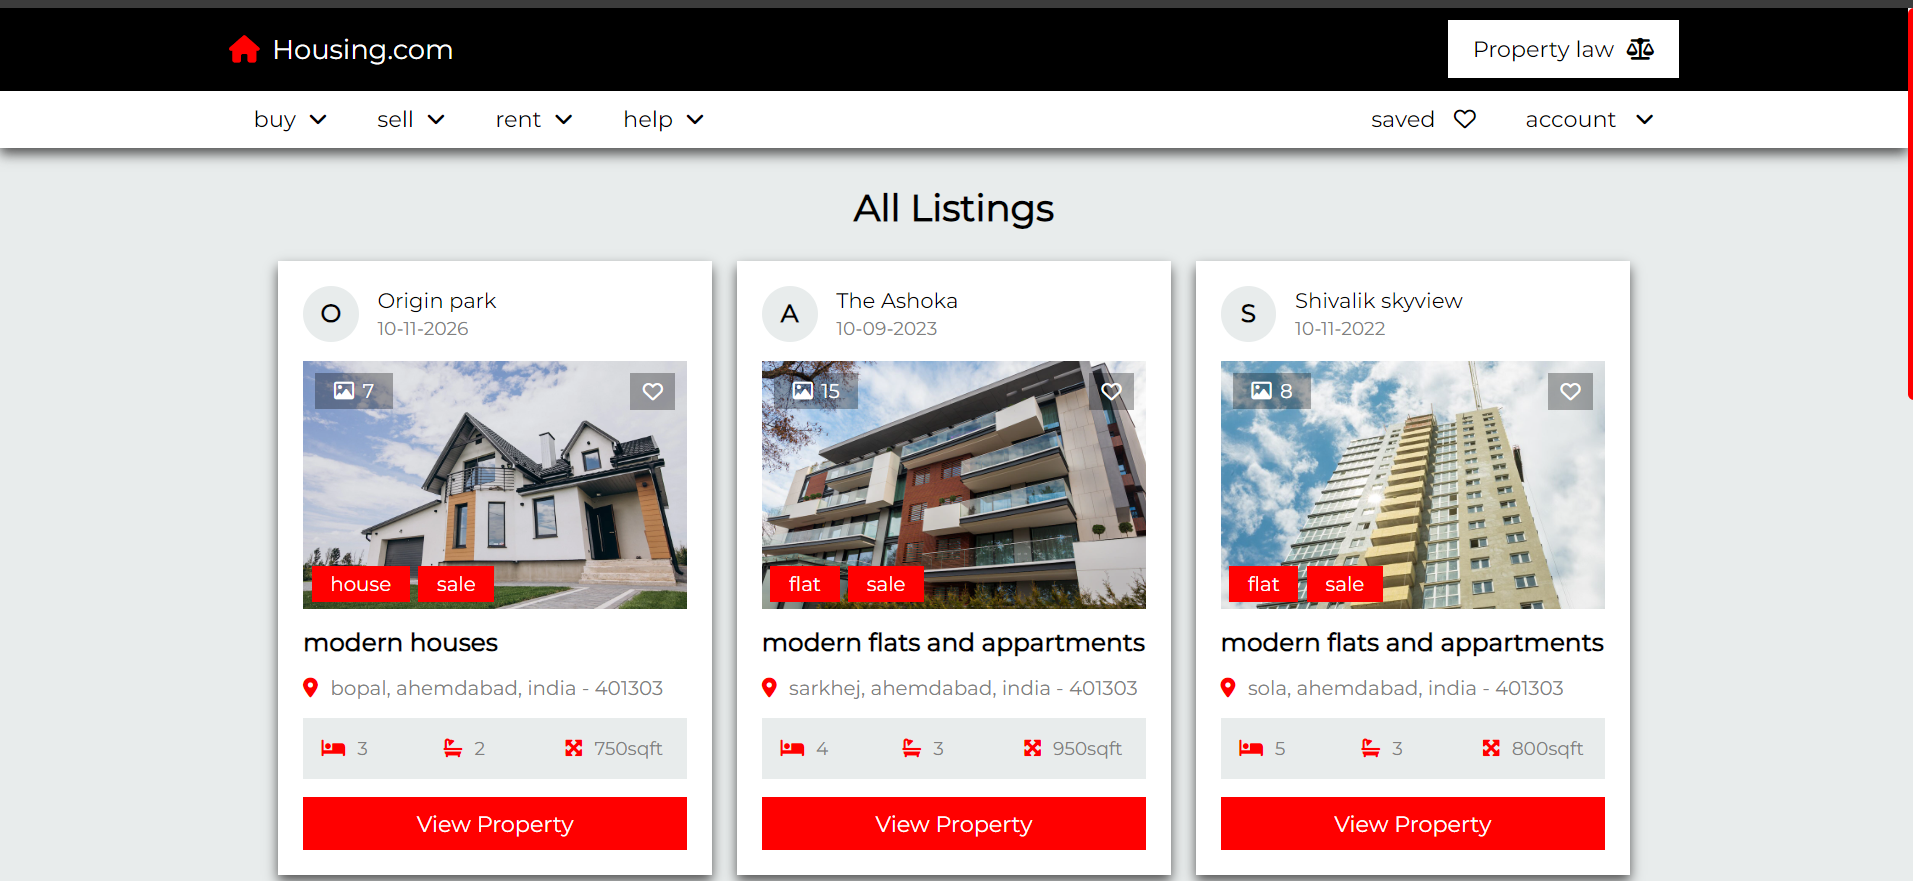 Housing.com
Property law
buy
sell
rent
help
saved
account
All Listings
O
Origin park
10-11-2026
7
house
sale
modern houses
bopal, ahemdabad, india - 401303
3
2
750sqft
View Property
A
The Ashoka
10-09-2023
15
flat
sale
modern flats and appartments
sarkhej, ahemdabad, india - 401303
4
3
950sqft
View Property
S
Shivalik skyview
10-11-2022
8
flat
sale
modern flats and appartments
sola, ahemdabad, india - 401303
5
3
800sqft
View Property